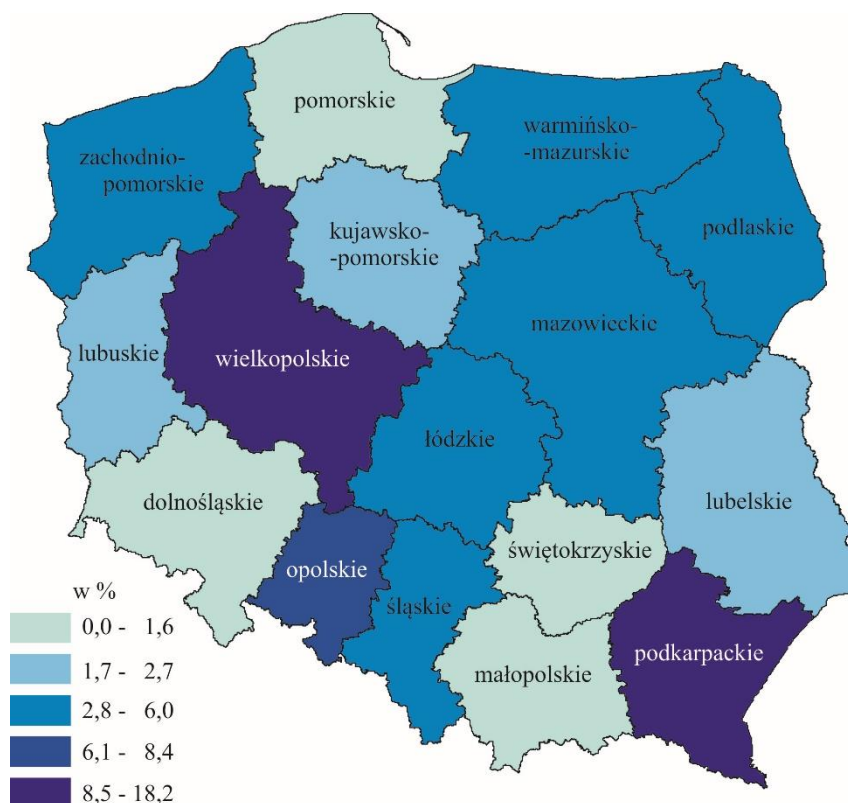 pomorskie
warmińsko-
-mazurskie
zachodnio-
pomorskie
podlaskie
kujawsko-
-pomorskie
mazowieckie
lubuskie
wielkopolskie
łódzkie
lubelskie
dolnośląskie
świętokrzyskie
opolskie
śląskie
podkarpackie
małopolskie
w %
0,0 - 1,6
1,7 - 2,7
2,8 - 6,0
6,1 - 8,4
8,5 - 18,2